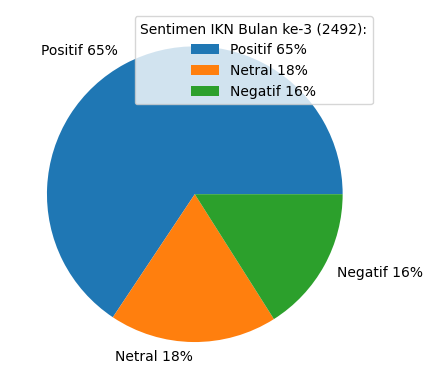 Sentimen IKN Bulan ke-3 (2492):
Positif 65%
Netral 18%
Negatif 16%
Positif 65%
Negatif 16%
Netral 18%